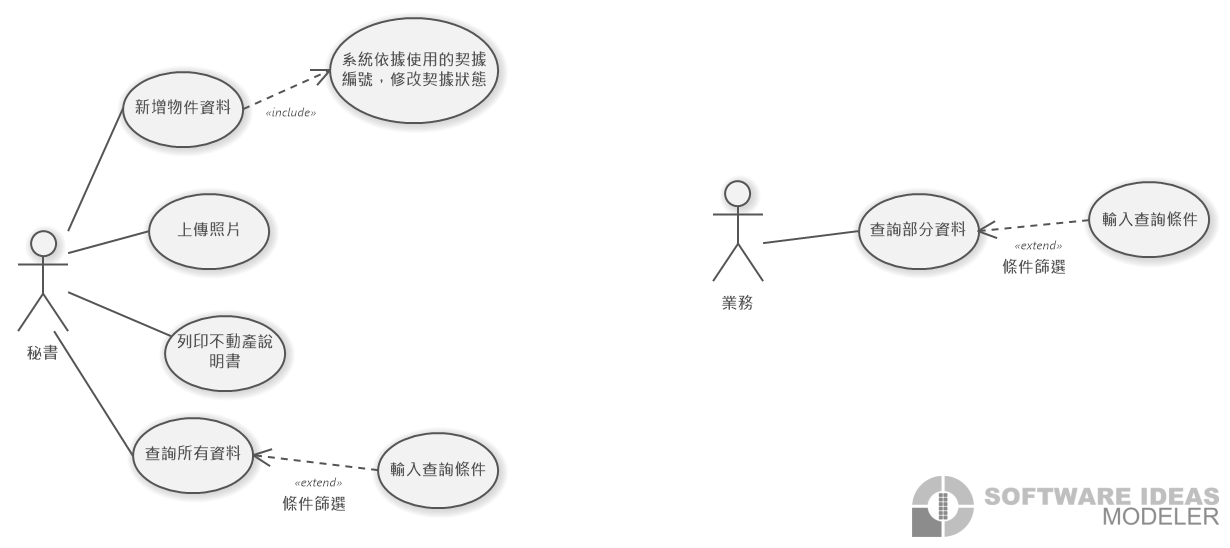 系統依據使用的契據
編號，修改契據狀態
新增物件資料
«include»
上傳照片
秘書
列印不動產說
明書
查詢所有資料
輸入查詢條件
«extend»
條件篩選
查詢部分資料
輸入查詢條件
«extend»
條件篩選
業務
SOFTWARE IDEAS
MODELER